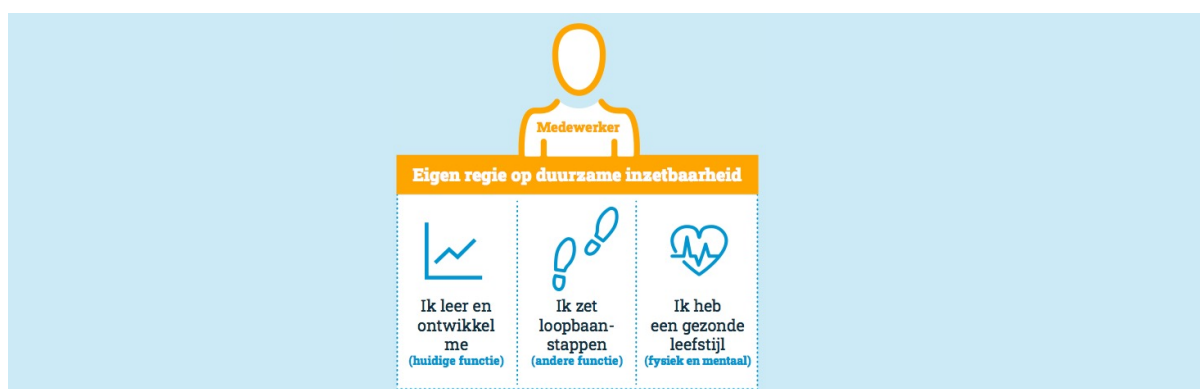 Medewerker
Eigen regie op duurzame inzetbaarheid
Ik leer en
ontwikkel
me
(huidige functie)
Ik zet
loopbaan-
stappen
(andere functie)
Ik heb
een gezonde
leefstijl
(fysiek en mentaal)